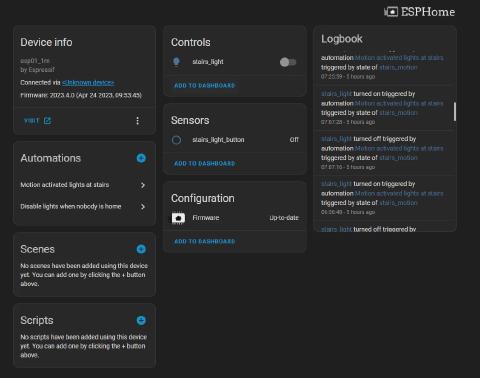 ESPHome
Device info
esp01_1m
by Espressif
Connected via <Unknown device>
Firmware: 2023.4.0 (Apr 24 2023, 09:53:45)
VISIT
Automations
Motion activated lights at stairs
Disable lights when nobody is home
Scenes
No scenes have been added using this device
yet. You can add one by clicking the + button
above.
Scripts
No scripts have been added using this device
yet. You can add one by clicking the + button
above.
Controls
stairs_light
ADD TO DASHBOARD
Sensors
stairs_light_button Off
ADD TO DASHBOARD
Configuration
Firmware Up-to-date
ADD TO DASHBOARD
Logbook
automation Motion activated lights at stairs
triggered by state of stairs_motion
07:25:59 - 5 hours ago
stairs_light turned on triggered by
automation Motion activated lights at stairs
triggered by state of stairs_motion
- 5 hours ago
stairs_light turned off triggered by
automation Motion activated lights at stairs
triggered by state of stairs_motion
07:07:16 - 5 hours ago
stairs_light turned on triggered by
automation Motion activated lights at stairs
triggered by state of stairs_motion
- 5 hours ago
stairs_light turned off triggered by